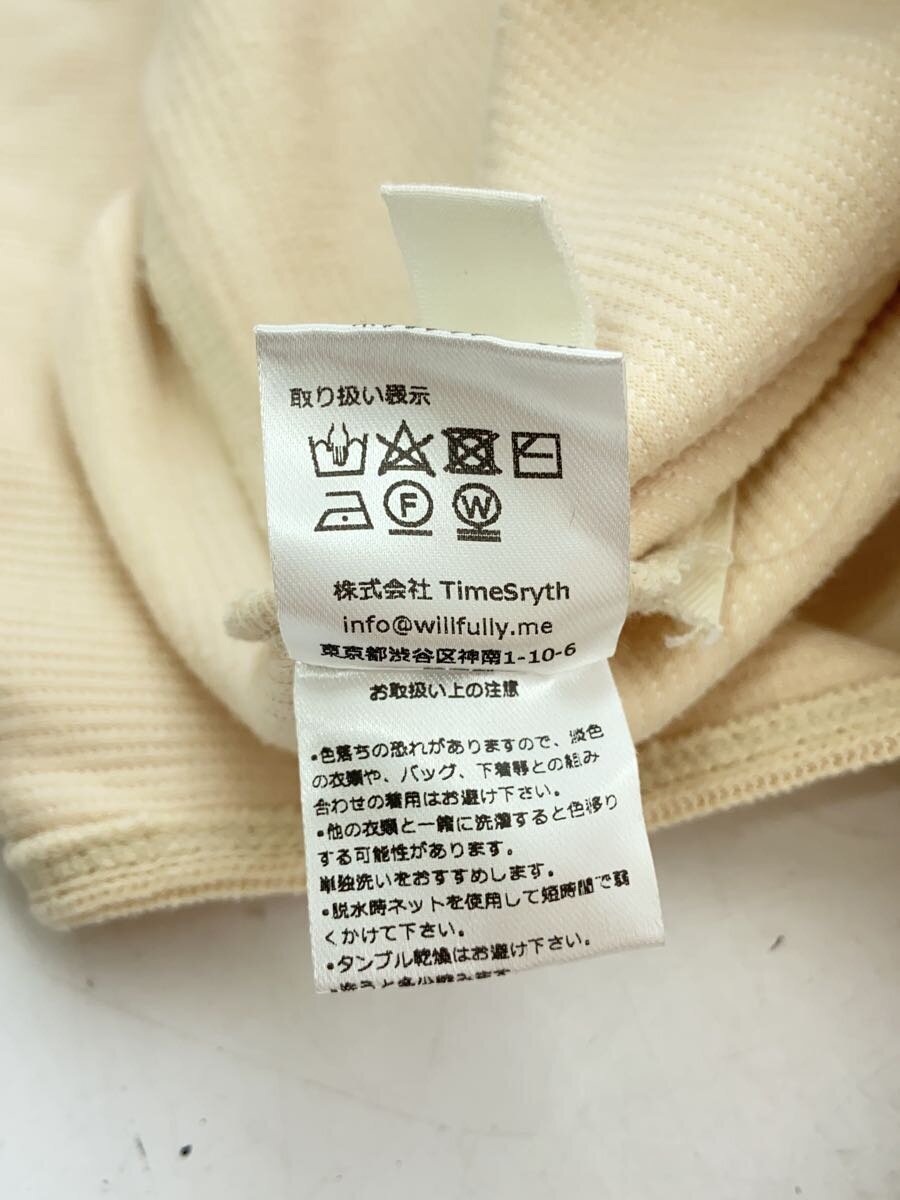 取り扱い表示
F W
株式会社 TimeSryth
info@willfully.me
東京都渋谷区神南1-10-6
お取扱い上の注意
•色落ちの恐れがありますので、淡色
の衣類や、バッグ、下着等との組み
合わせの着用はお避け下さい。
•他の衣類と一緒に洗濯すると色移り
する可能性があります。
単独洗いをおすすめします。
•脱水時ネットを使用して短時間で弱
くかけて下さい。
•タンブル乾燥はお避け下さい。